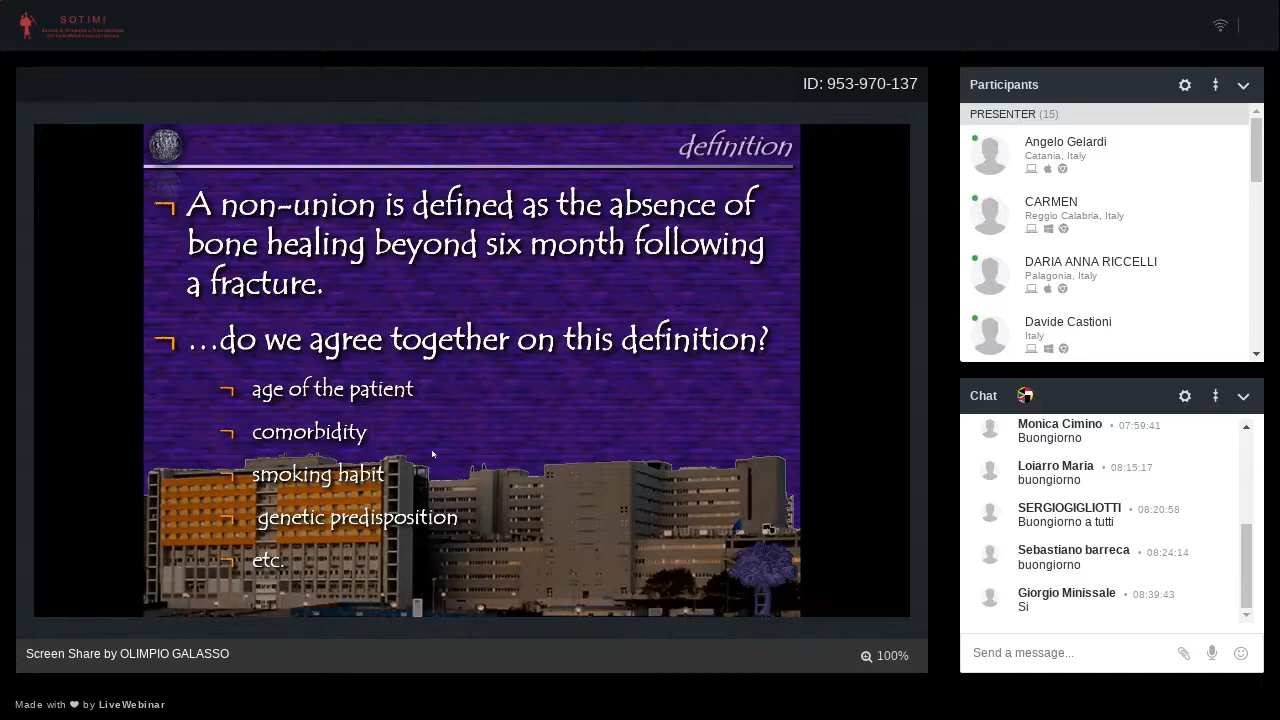 SOTIMI
ID: 953-970-137
definition
A non-union is defined as the absence of
bone healing beyond six month following
a fracture.
...do we agree together on this definition?
age of the patient
comorbidity
smoking habit
genetic predisposition
etc.
Screen Share by OLIMPIO GALASSO
100%
Participants
PRESENTER (15)
Angelo Gelardi
Catania, Italy
CARMEN
Reggio Calabria, Italy
DARIA ANNA RICCELLI
Palagonia, Italy
Davide Castioni
Italy
Chat
Monica Cimino • 07:59:41
Buongiorno
Loiarro Maria • 08:15:17
buongiorno
SERGIOGIGLIOTTI • 08:20:58
Buongiorno a tutti
Sebastiano barreca • 08:24:14
buongiorno
Giorgio Minissale • 08:39:43
Si
Send a message...
Made with ❤ by LiveWebinar